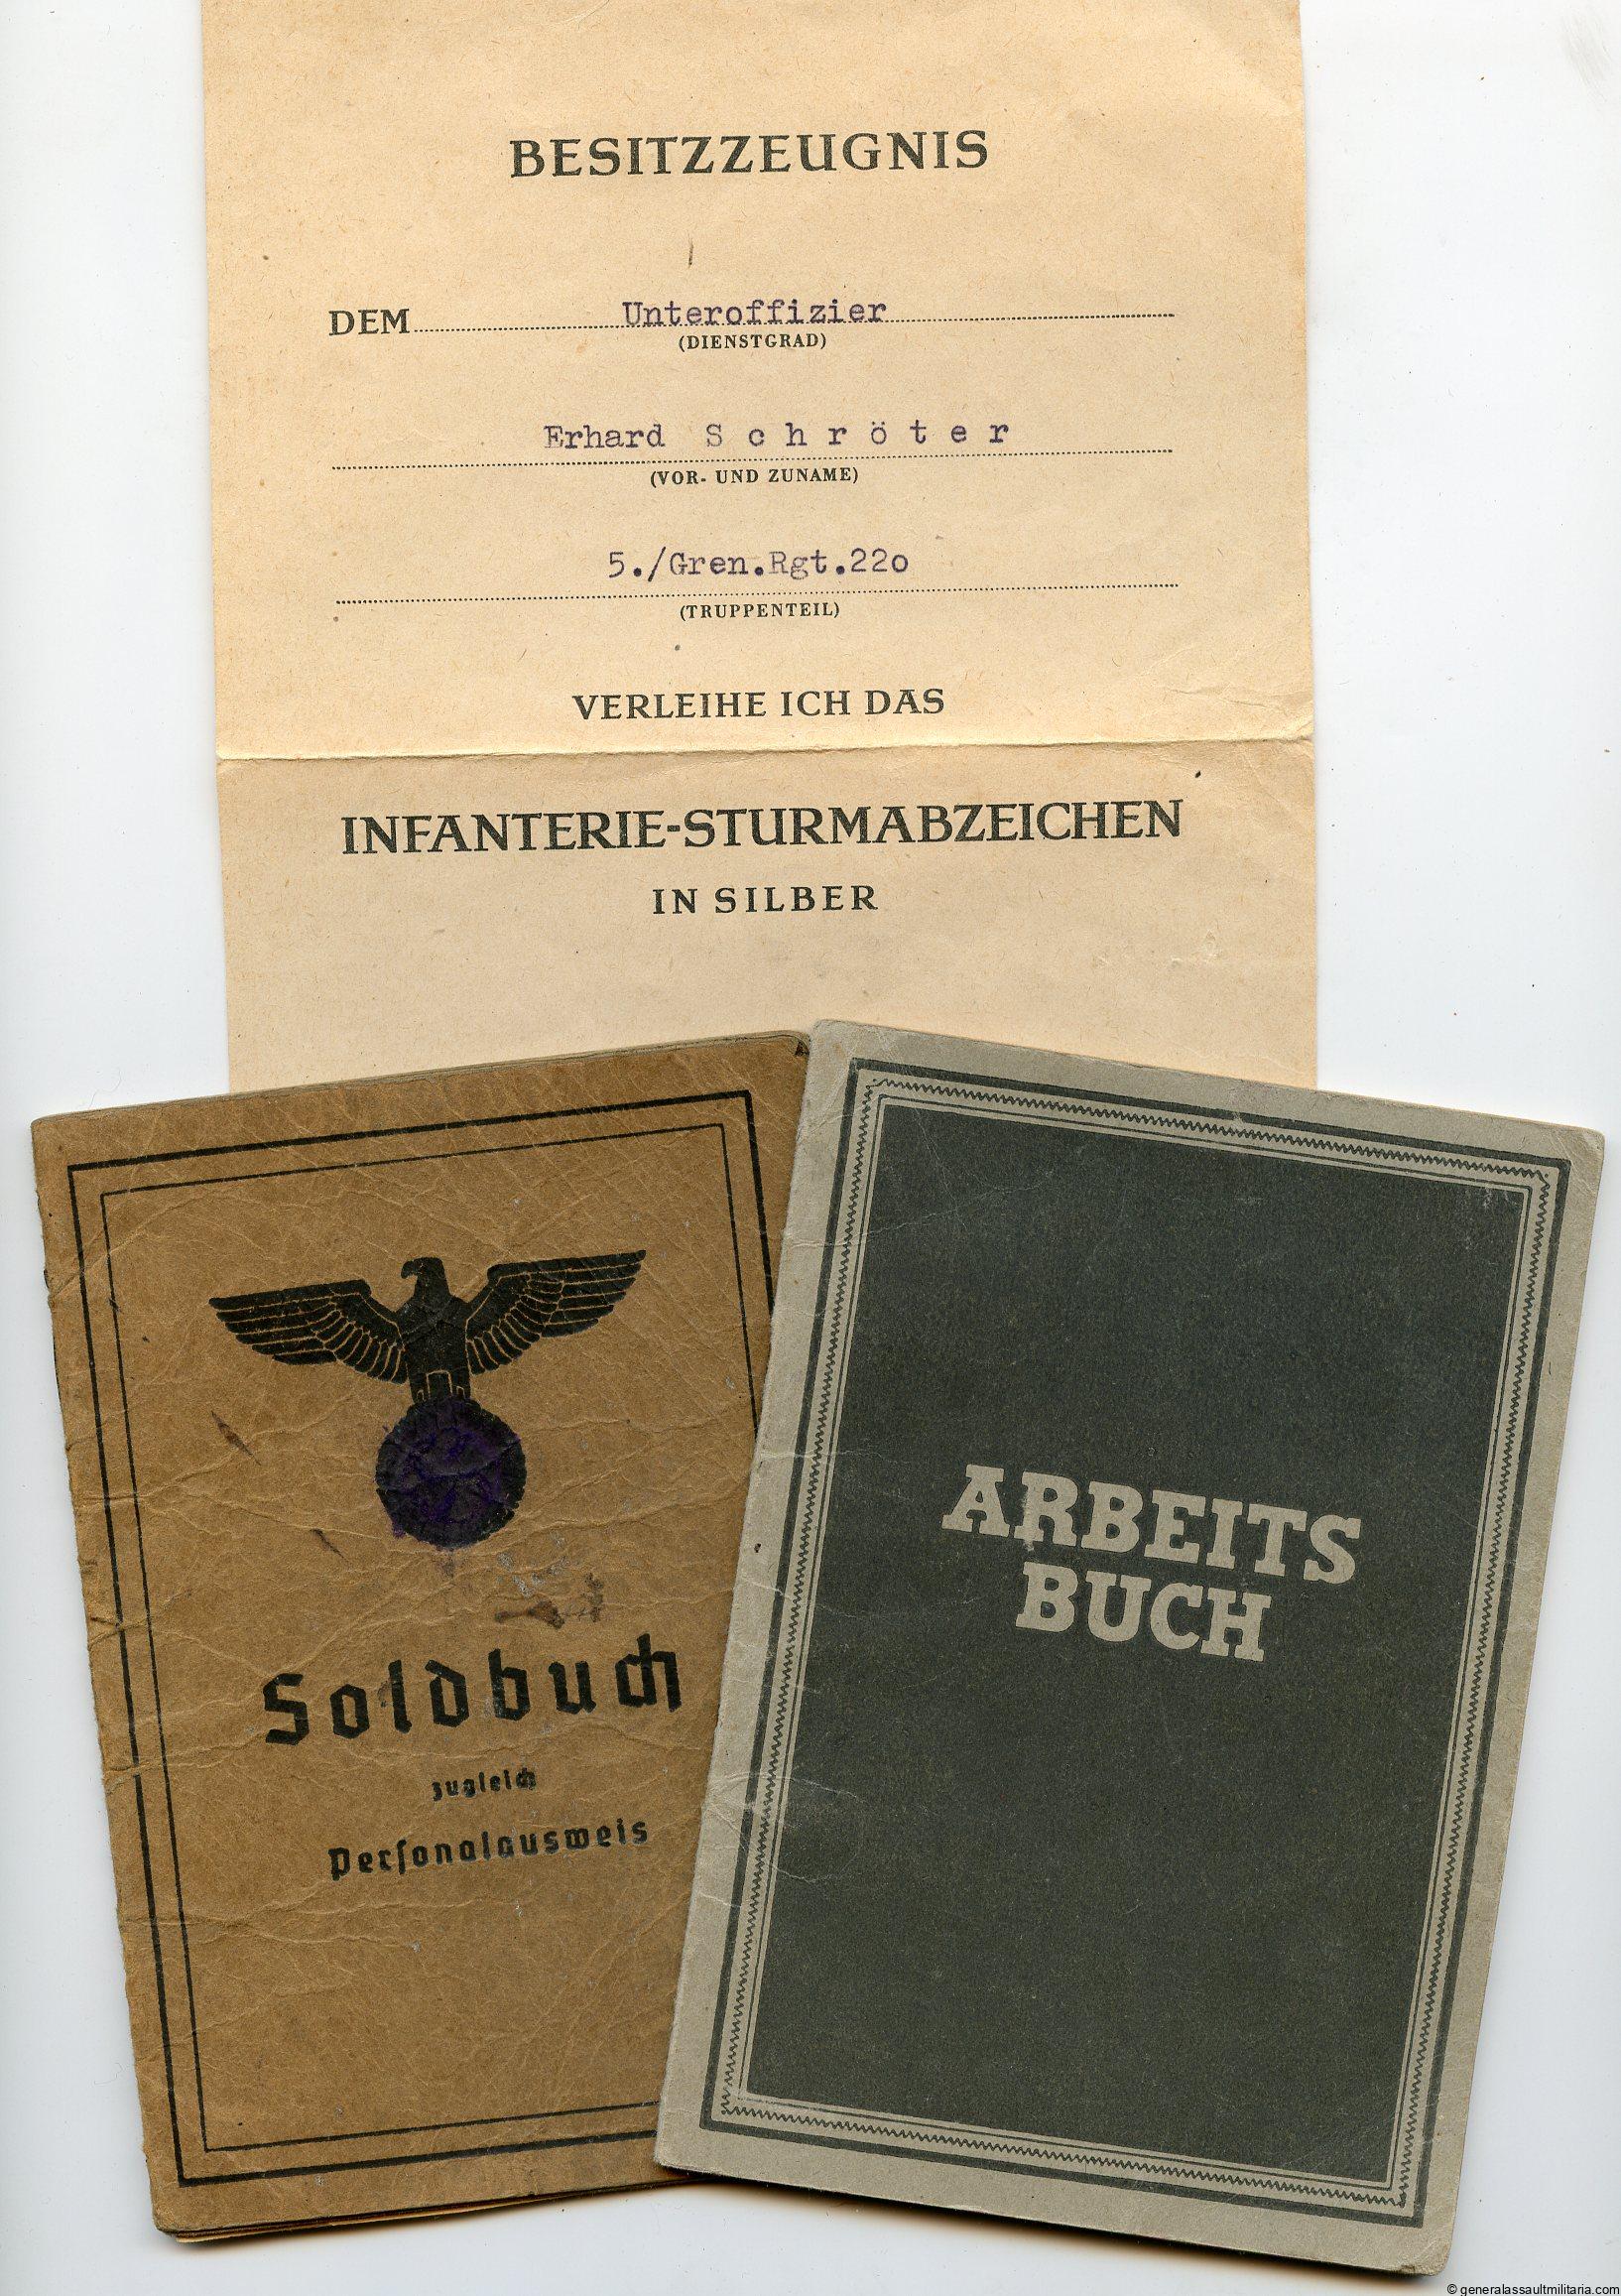 BESITZZEUGNIS
DEM Unteroffizier
(DIENSTGRAD)
Erhard S c h r ö t e r
(VOR- UND ZUNAME)
5./Gren.Rgt.22o
(TRUPPENTEIL)
VERLEIHE ICH DAS
INFANTERIE-STURMABZEICHEN
IN SILBER
Soldbuch
zugleich
Personalausweis
ARBEITS
BUCH
© generalassaultmilitaria.com